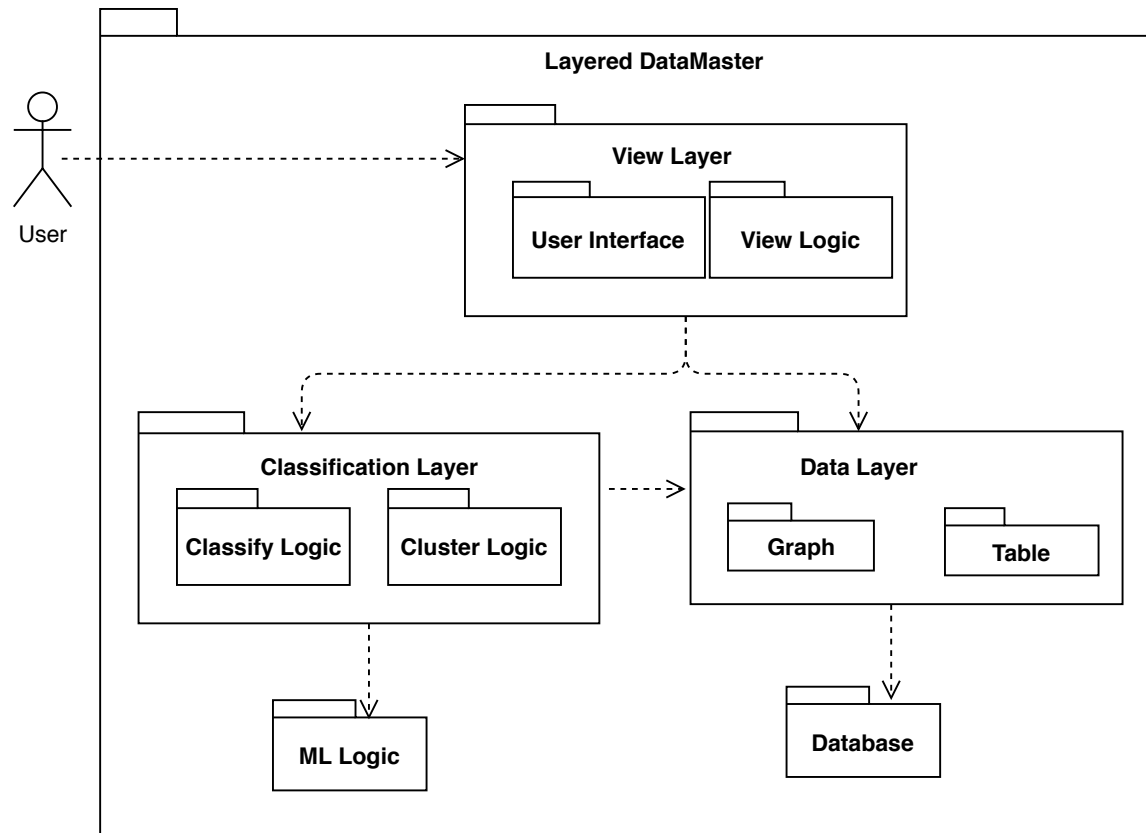 Layered DataMaster
View Layer
User Interface
View Logic
User
Classification Layer
Classify Logic
Cluster Logic
Data Layer
Graph
Table
ML Logic
Database